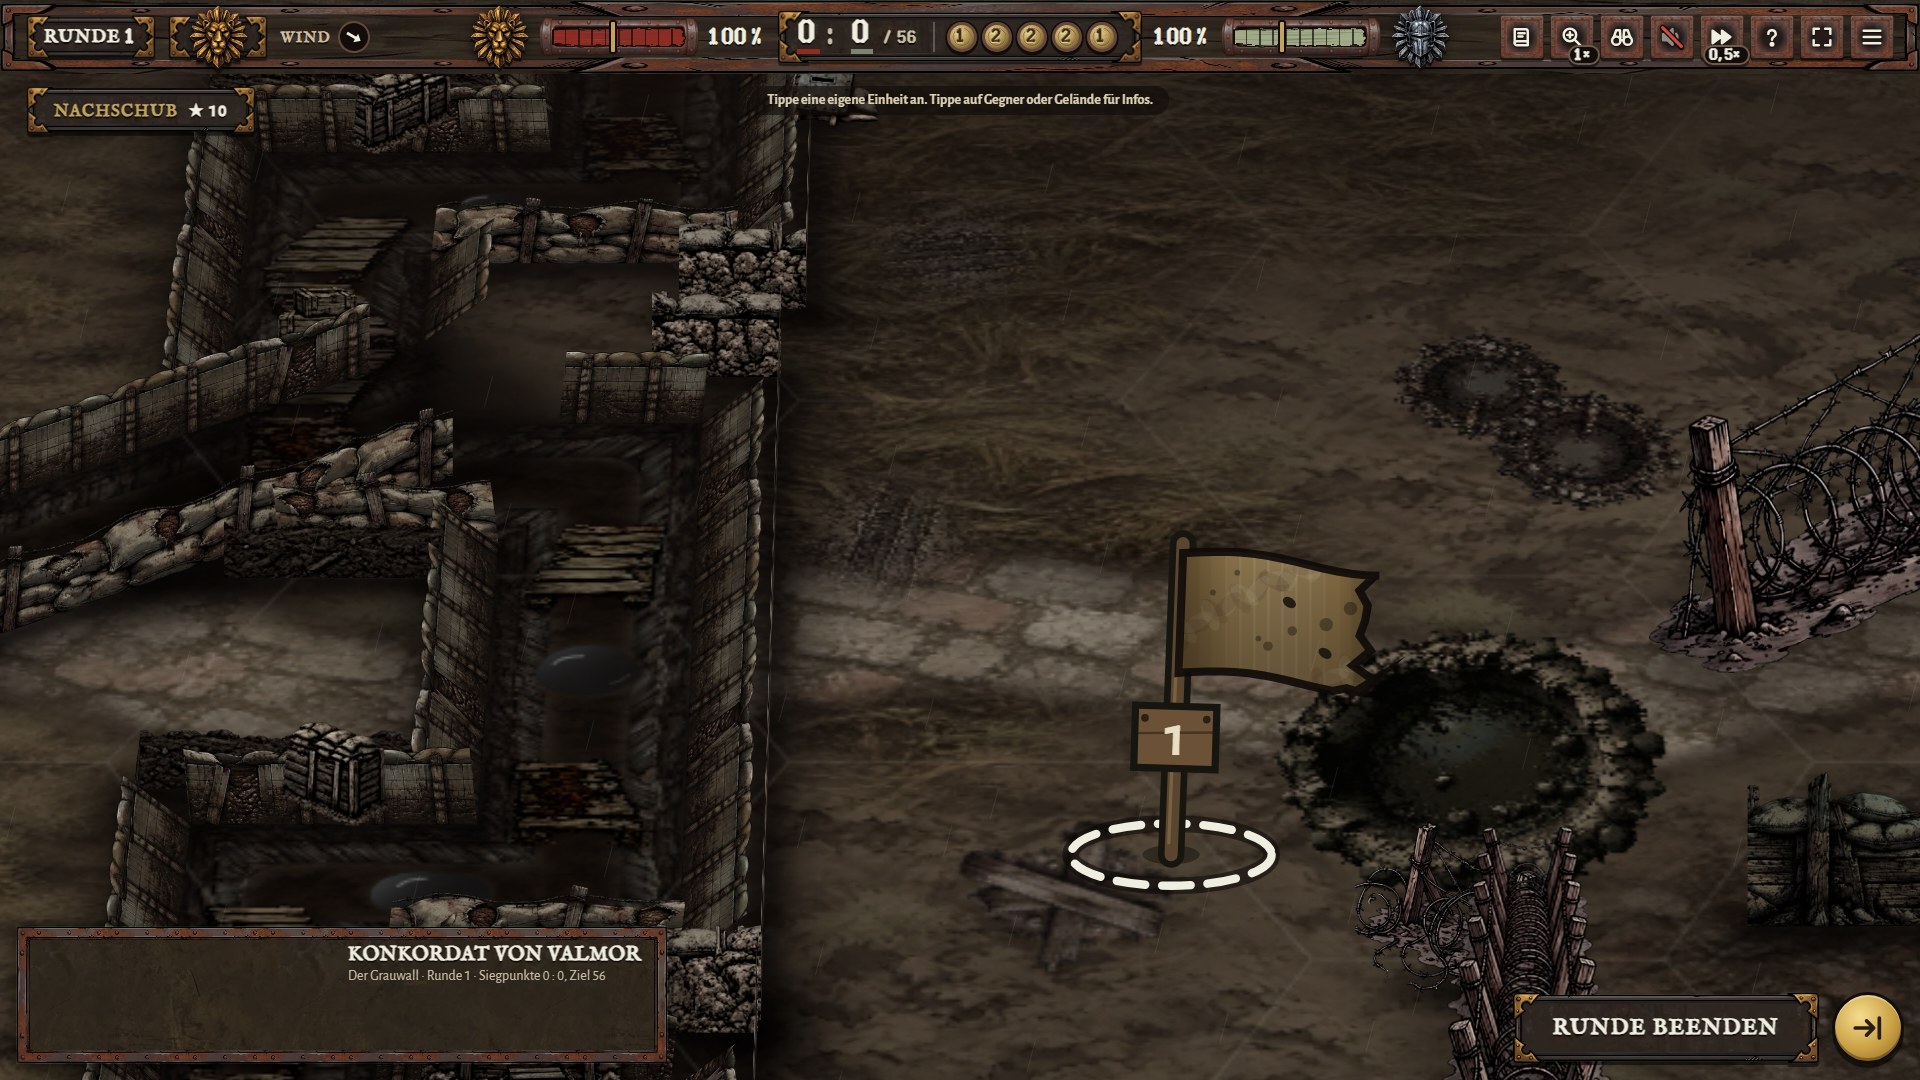 RUNDE 1
WIND
100%
0 : 0 / 56
1 2 2 2 1
100%
1×
0,5×
?
NACHSCHUB ★ 10
Tippe eine eigene Einheit an. Tippe auf Gegner oder Gelände für Infos.
1
KONKORDAT VON VALMOR
Der Grauwall · Runde 1 · Siegpunkte 0 : 0, Ziel 56
RUNDE BEENDEN